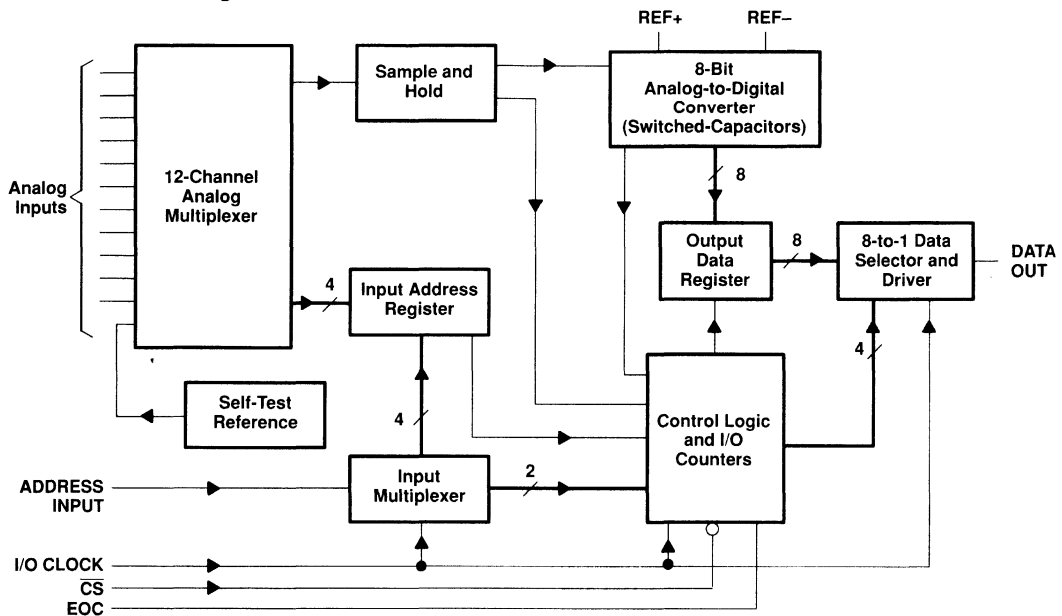 REF+
REF–
12-Channel
Analog
Multiplexer
Sample and
Hold
8-Bit
Analog-to-Digital
Converter
(Switched-Capacitors)
Analog
Inputs
8
Output
Data
Register
8
8-to-1 Data
Selector and
Driver
DATA
OUT
4
Input Address
Register
4
Self-Test
Reference
4
Control Logic
and I/O
Counters
ADDRESS
INPUT
Input
Multiplexer
2
I/O CLOCK
CS
EOC